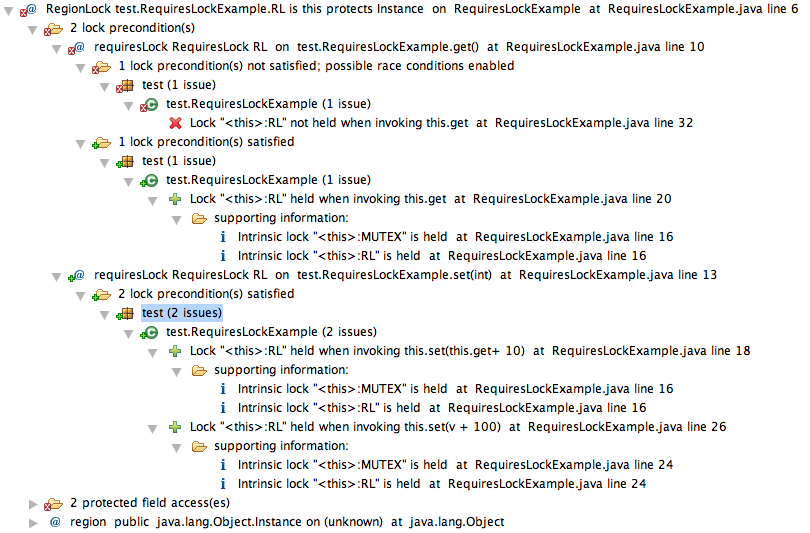 RegionLock test.RequiresLockExample.RL is this protects Instance on RequiresLockExample at RequiresLockExample.java line 6
2 lock precondition(s)
requiresLock RequiresLock RL on test.RequiresLockExample.get() at RequiresLockExample.java line 10
1 lock precondition(s) not satisfied; possible race conditions enabled
test (1 issue)
test.RequiresLockExample (1 issue)
Lock "<this>:RL" not held when invoking this.get at RequiresLockExample.java line 32
1 lock precondition(s) satisfied
test (1 issue)
test.RequiresLockExample (1 issue)
Lock "<this>:RL" held when invoking this.get at RequiresLockExample.java line 20
supporting information:
Intrinsic lock "<this>:MUTEX" is held at RequiresLockExample.java line 16
Intrinsic lock "<this>:RL" is held at RequiresLockExample.java line 16
requiresLock RequiresLock RL on test.RequiresLockExample.set(int) at RequiresLockExample.java line 13
2 lock precondition(s) satisfied
test (2 issues)
test.RequiresLockExample (2 issues)
Lock "<this>:RL" held when invoking this.set(this.get+ 10) at RequiresLockExample.java line 18
supporting information:
Intrinsic lock "<this>:MUTEX" is held at RequiresLockExample.java line 16
Intrinsic lock "<this>:RL" is held at RequiresLockExample.java line 16
Lock "<this>:RL" held when invoking this.set(v + 100) at RequiresLockExample.java line 26
supporting information:
Intrinsic lock "<this>:MUTEX" is held at RequiresLockExample.java line 24
Intrinsic lock "<this>:RL" is held at RequiresLockExample.java line 24
2 protected field access(es)
region public java.lang.Object.Instance on (unknown) at java.lang.Object